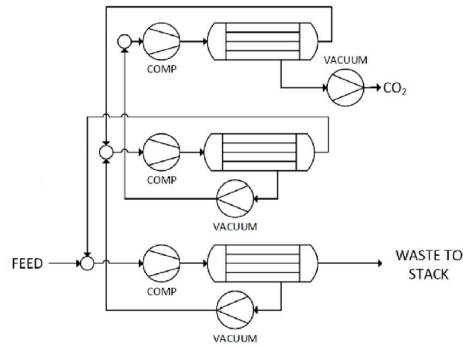 VACUUM
COMP
CO₂
COMP
VACUUM
FEED
WASTE TO
STACK
COMP
VACUUM